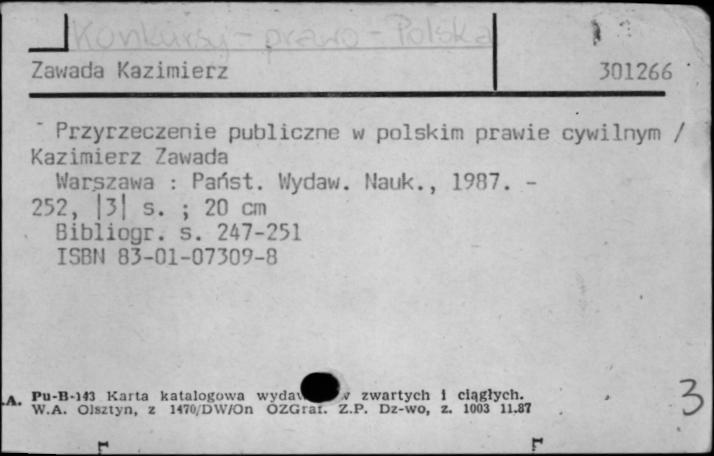 Konkursy - prawo - Polska
Zawada Kazimierz 301266
Przyrzeczenie publiczne w polskim prawie cywilnym /
Kazimierz Zawada
Warszawa : Państ. Wydaw. Nauk., 1987. -
252, |3| s. ; 20 cm
Bibliogr. s. 247-251
ISBN 83-01-07309-8
.A. Pu-B-143 Karta katalogowa zwartych i ciągłych. 3
W.A. Olsztyn, z 1470/DW/On OZGraf. Z.P. Dz-wo, z. 1003 11.87